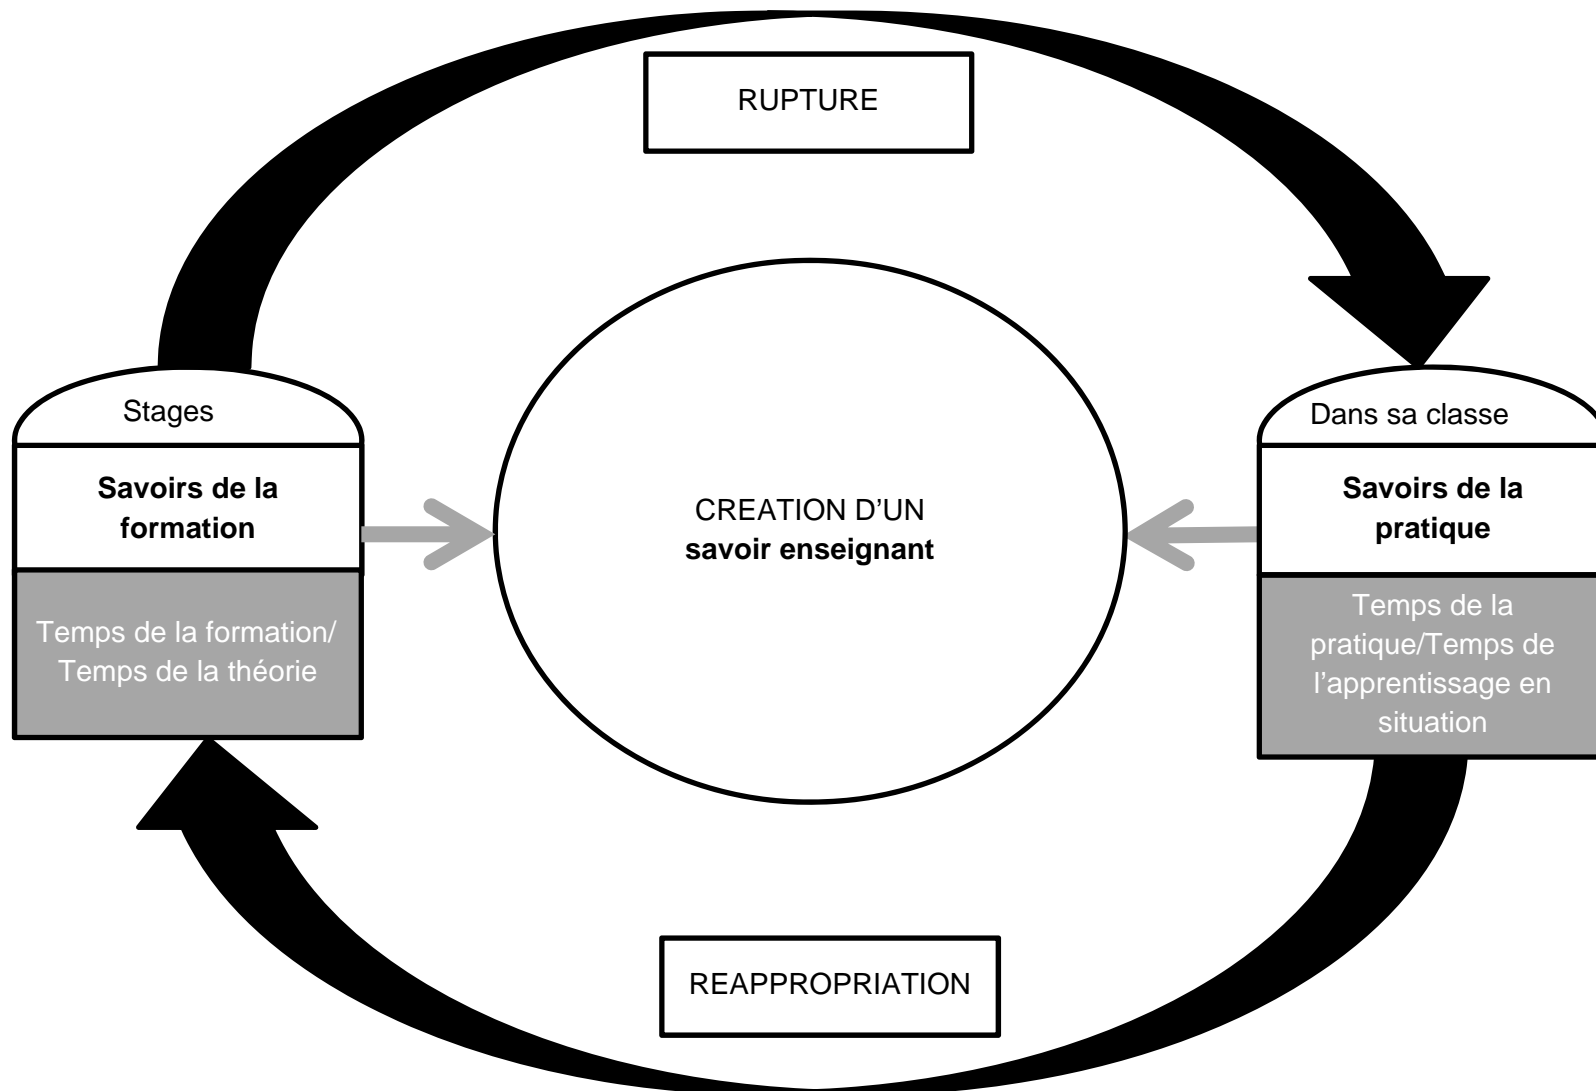 RUPTURE
Stages
Savoirs de la
formation
Temps de la formation/
Temps de la théorie
CREATION D’UN
savoir enseignant
Dans sa classe
Savoirs de la
pratique
Temps de la
pratique/Temps de
l’apprentissage en
situation
REAPPROPRIATION